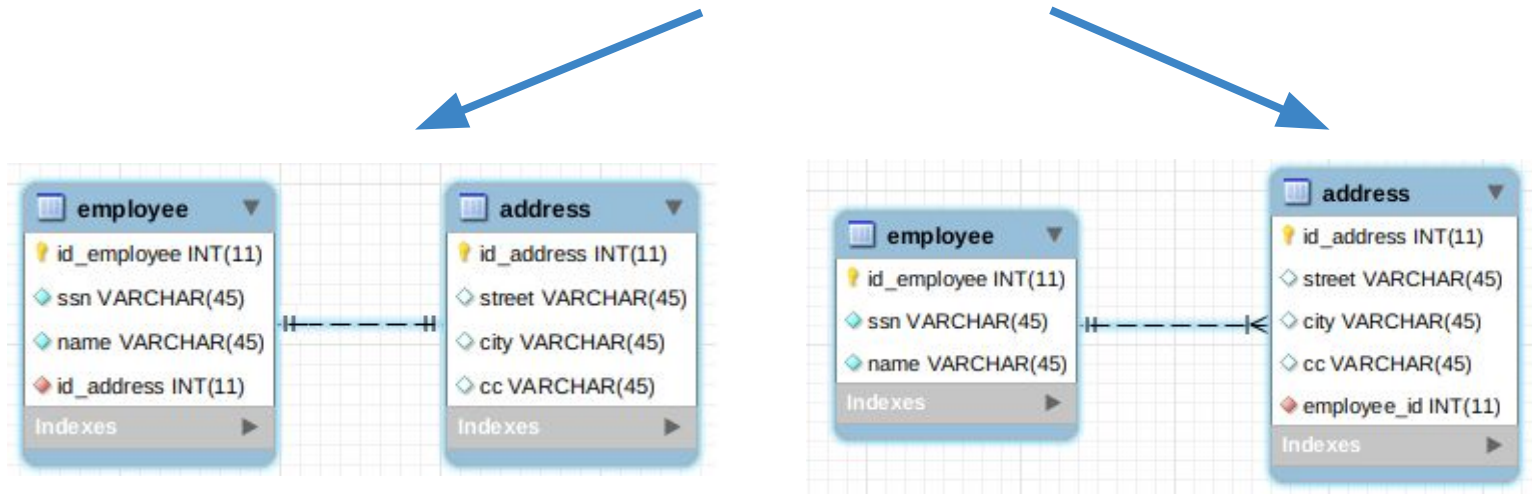 employee
id_employee INT(11)
ssn VARCHAR(45)
name VARCHAR(45)
id_address INT(11)
Indexes
address
id_address INT(11)
street VARCHAR(45)
city VARCHAR(45)
cc VARCHAR(45)
Indexes
employee
id_employee INT(11)
ssn VARCHAR(45)
name VARCHAR(45)
Indexes
address
id_address INT(11)
street VARCHAR(45)
city VARCHAR(45)
cc VARCHAR(45)
employee_id INT(11)
Indexes